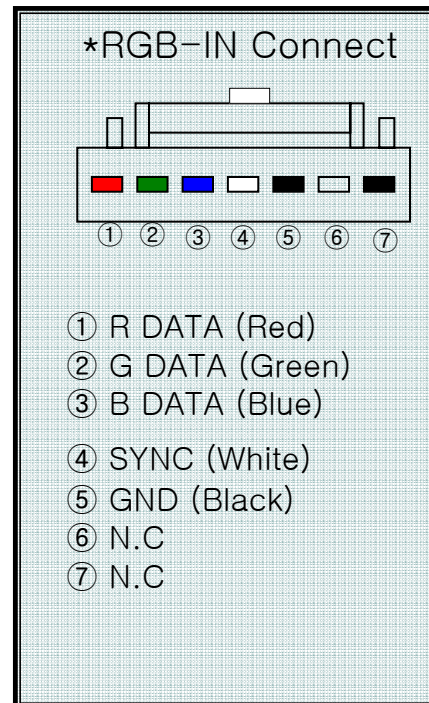 *RGB-IN Connect
① ② ③ ④ ⑤ ⑥ ⑦
① R DATA (Red)
② G DATA (Green)
③ B DATA (Blue)
④ SYNC (White)
⑤ GND (Black)
⑥ N.C
⑦ N.C